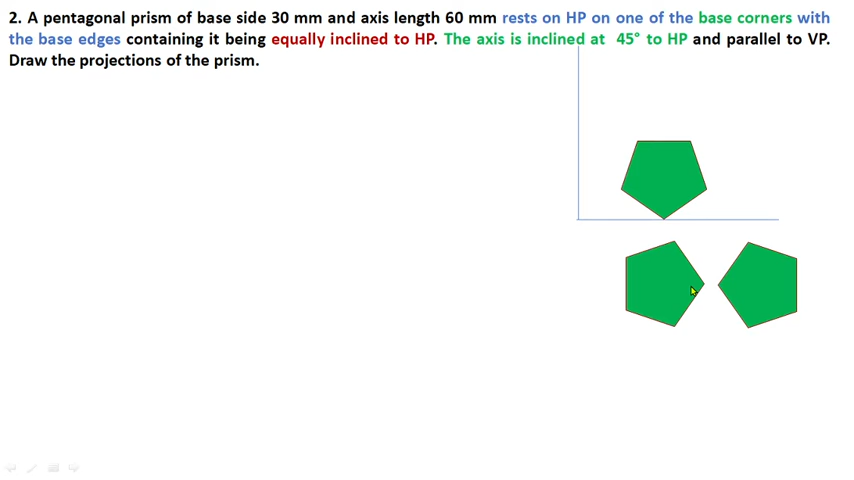 2. A pentagonal prism of base side 30 mm and axis length 60 mm rests on HP on one of the base corners with
the base edges containing it being equally inclined to HP. The axis is inclined at 45° to HP and parallel to VP.
Draw the projections of the prism.